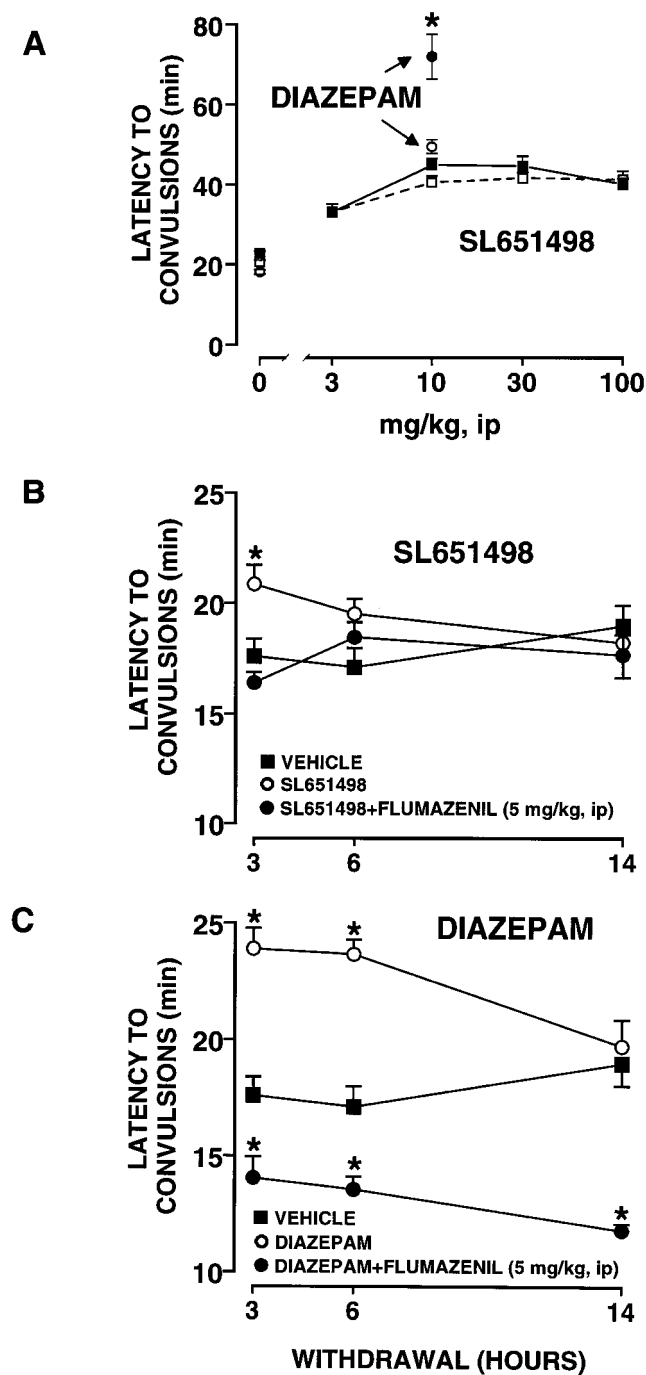 A
LATENCY TO
CONVULSIONS (min)
80
60
40
20
0
*
DIAZEPAM
SL651498
0 3 10 30 100
mg/kg, ip
B
LATENCY TO
CONVULSIONS (min)
25
20
15
10
*
SL651498
VEHICLE
SL651498
SL651498+FLUMAZENIL (5 mg/kg, ip)
3 6 14
C
LATENCY TO
CONVULSIONS (min)
25
20
15
10
* *
DIAZEPAM
* * *
VEHICLE
DIAZEPAM
DIAZEPAM+FLUMAZENIL (5 mg/kg, ip)
3 6 14
WITHDRAWAL (HOURS)